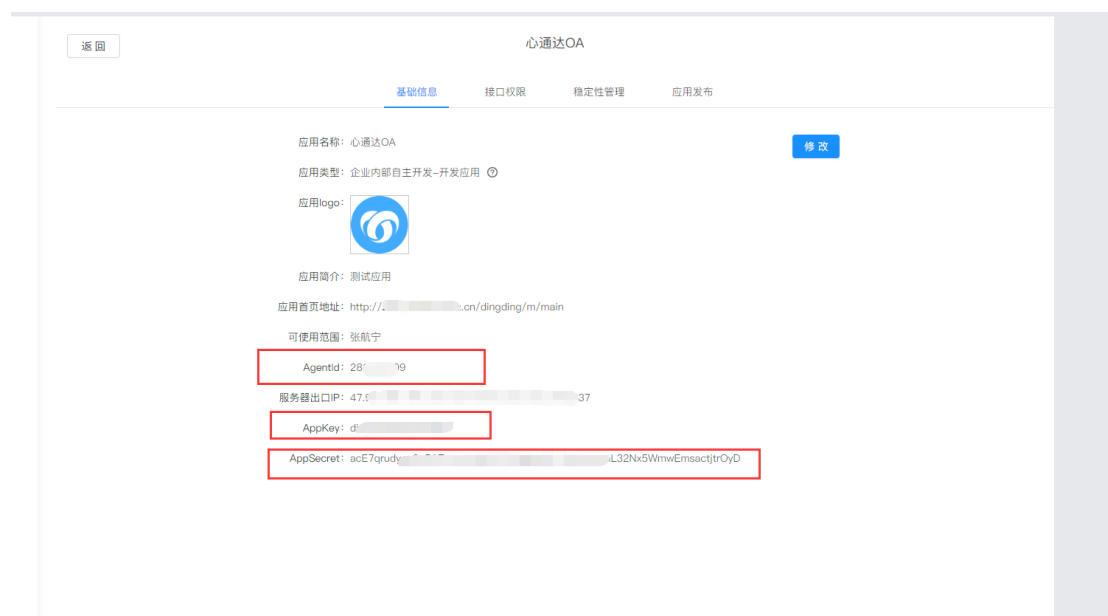 返 回
心通达OA
基础信息 接口权限 稳定性管理 应用发布
应用名称: 心通达OA
修 改
应用类型: 企业内部自主开发-开发应用
应用logo:
应用简介: 测试应用
应用首页地址: http:// .cn/dingding/m/main
可使用范围: 张航宁
AgentId: 28 09
服务器出口IP: 47.9 37
AppKey: di
AppSecret: acE7qrudy L32Nx5WmwEmsactjtrOyD